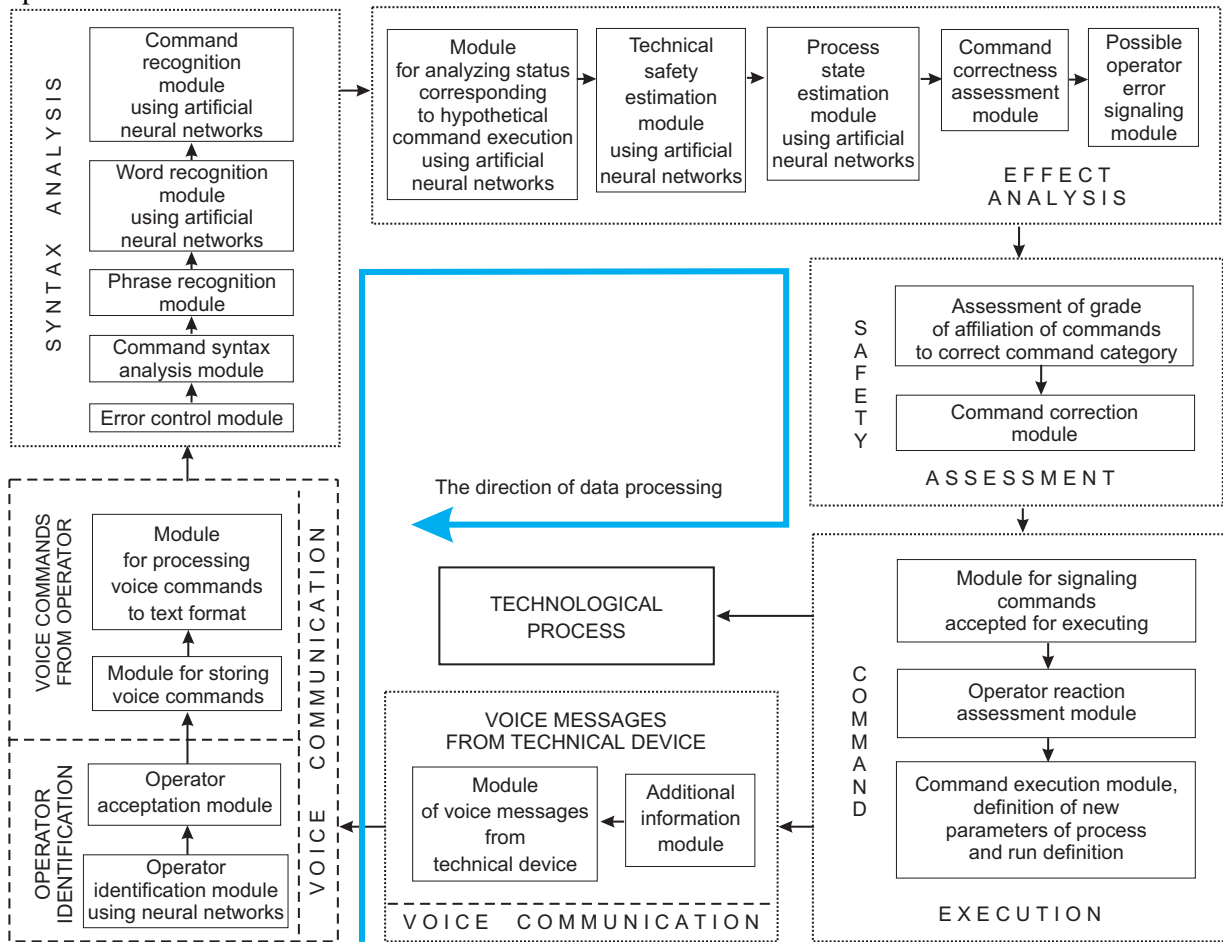 SYNTAX ANALYSIS
Command
recognition
module
using artificial
neural networks
Word recognition
module
using artificial
neural networks
Phrase recognition
module
Command syntax
analysis module
Error control module
Module
for analyzing status
corresponding
to hypothetical
command execution
using artificial
neural networks
Technical
safety
estimation
module
using artificial
neural networks
Process
state
estimation
module
using artificial
neural networks
Command
correctness
assessment
module
Possible
operator
error
signaling
module
EFFECT
ANALYSIS
SAFETY
Assessment of grade
of affiliation of commands
to correct command category
Command correction
module
ASSESSMENT
The direction of data processing
VOICE COMMANDS
FROM OPERATOR
Module
for processing
voice commands
to text format
Module for storing
voice commands
OPERATOR
IDENTIFICATION
Operator
acceptation module
Operator
identification module
using neural networks
VOICE COMMUNICATION
TECHNOLOGICAL
PROCESS
VOICE MESSAGES
FROM TECHNICAL DEVICE
Module
of voice messages
from
technical device
Additional
information
module
VOICE COMMUNICATION
COMMAND
Module for signaling
commands
accepted for executing
Operator reaction
assessment module
Command execution module,
definition of new
parameters of process
and run definition
EXECUTION